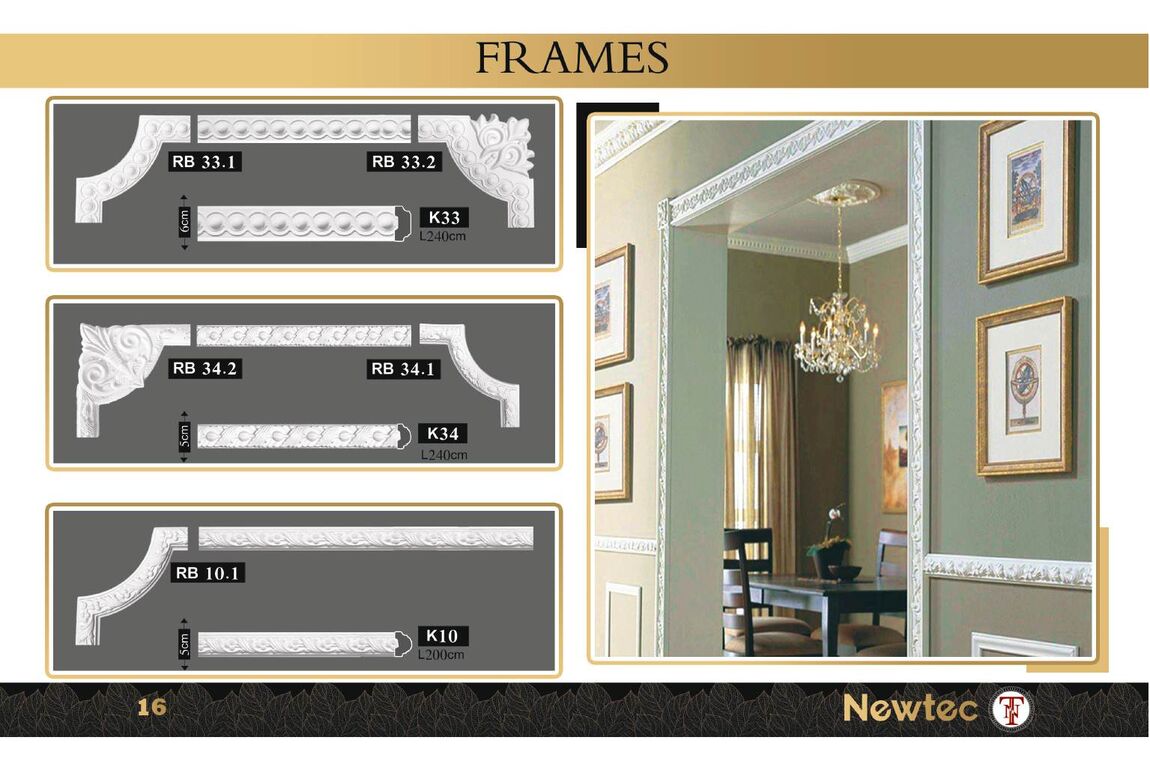 FRAMES
RB 33.1
RB 33.2
6cm
K33
L240cm
RB 34.2
RB 34.1
5cm
K34
L240cm
RB 10.1
5cm
K10
L200cm
16
Newtec